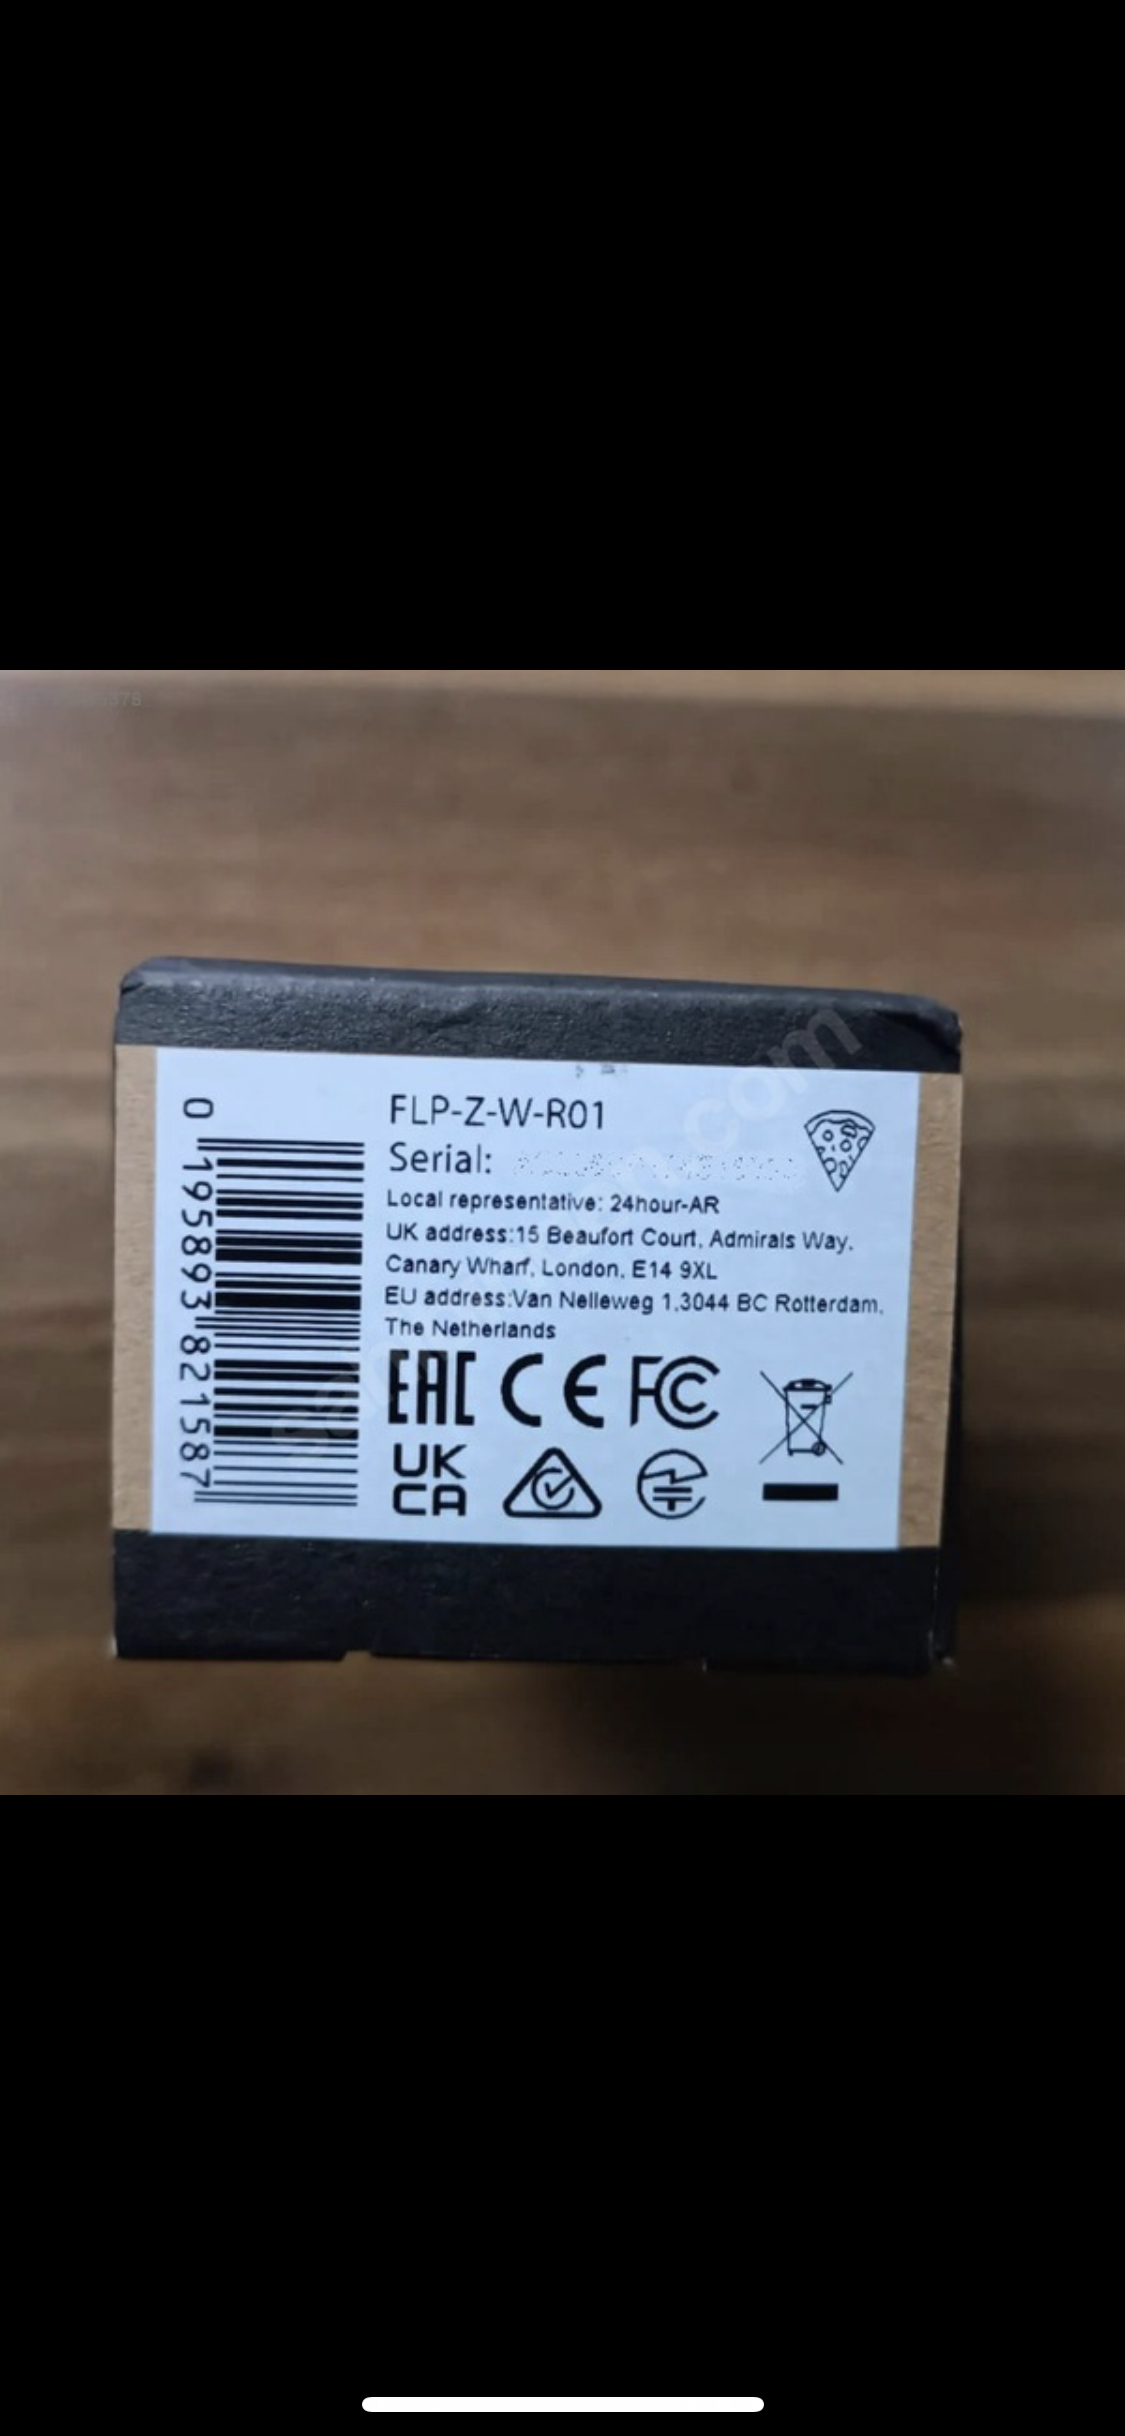 FLP-Z-W-R01
Serial:
Local representative: 24hour-AR
UK address:15 Beaufort Court, Admirals Way,
Canary Wharf, London, E14 9XL
EU address:Van Nelleweg 1,3044 BC Rotterdam,
The Netherlands
EAC CE FC
UK
CA
0 195893 821587